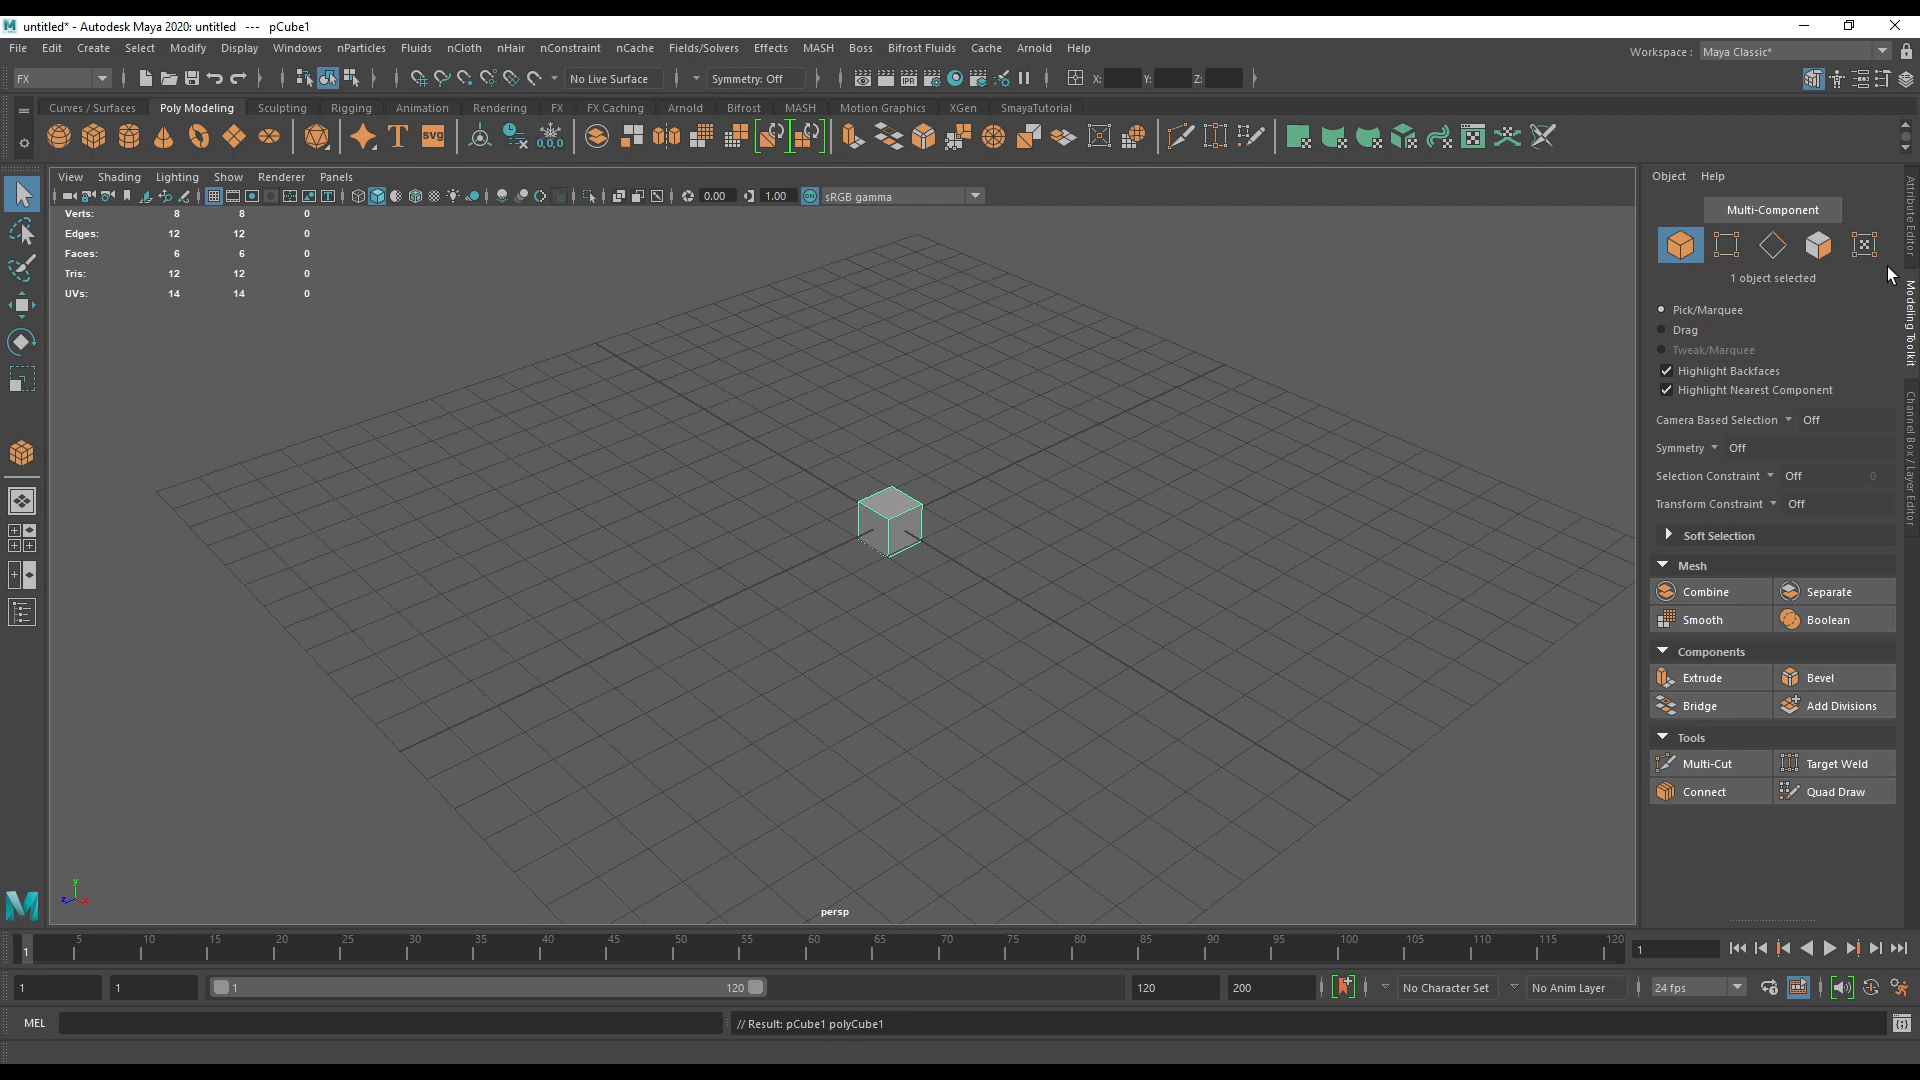 untitled* - Autodesk Maya 2020: untitled --- pCube1
File Edit Create Select Modify Display Windows nParticles Fluids nCloth nHair nConstraint nCache Fields/Solvers Effects MASH Boss Bifrost Fluids Cache Arnold Help
Workspace : Maya Classic*
FX No Live Surface Symmetry: Off IPR X: Y: Z:
Curves / Surfaces Poly Modeling Sculpting Rigging Animation Rendering FX FX Caching Arnold Bifrost MASH Motion Graphics XGen SmayaTutorial
T svg 0,0,0
View Shading Lighting Show Renderer Panels
0.00 1.00 ON sRGB gamma
Verts: 8 8 0
Edges: 12 12 0
Faces: 6 6 0
Tris: 12 12 0
UVs: 14 14 0
y
z x
persp
Object Help
Multi-Component
1 object selected
Pick/Marquee
Drag
Tweak/Marquee
Highlight Backfaces
Highlight Nearest Component
Camera Based Selection Off
Symmetry Off
Selection Constraint Off 0
Transform Constraint Off
Soft Selection
Mesh
Combine Separate
Smooth Boolean
Components
Extrude Bevel
Bridge Add Divisions
Tools
Multi-Cut Target Weld
Connect Quad Draw
Attribute Editor
Modeling Toolkit
Channel Box / Layer Editor
1 5 10 15 20 25 30 35 40 45 50 55 60 65 70 75 80 85 90 95 100 105 110 115 120 1
1 1 1 120 120 200 No Character Set No Anim Layer 24 fps
MEL // Result: pCube1 polyCube1